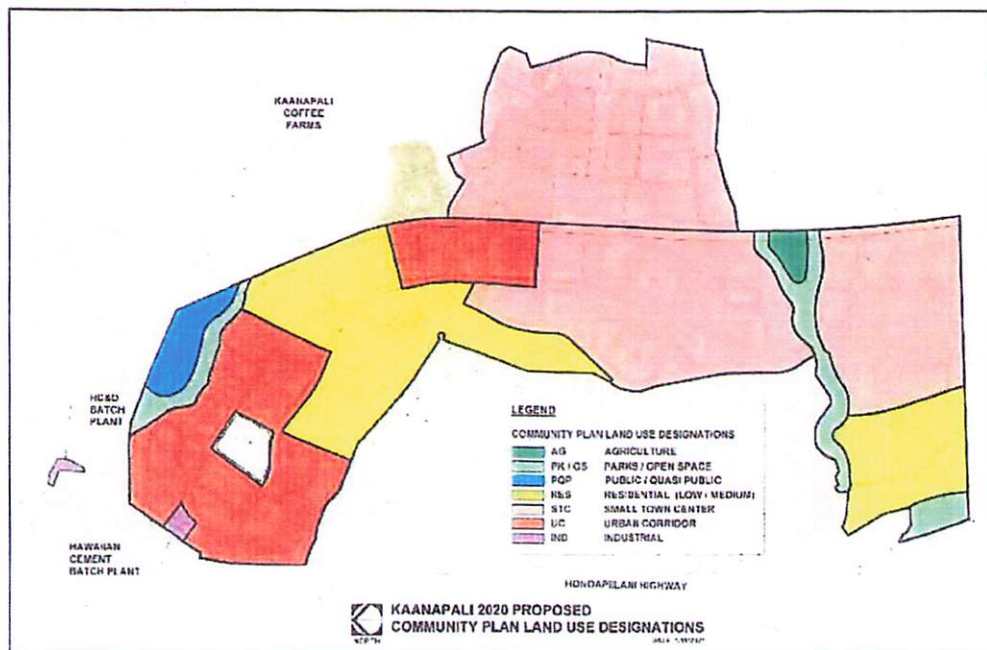 KAANAPALI
COFFEE
FARMS
HC&D
BATCH
PLANT
HAWAIIAN
CEMENT
BATCH PLANT
LEGEND
COMMUNITY PLAN LAND USE DESIGNATIONS
AG AGRICULTURE
PK / OS PARKS / OPEN SPACE
PQP PUBLIC / QUASI PUBLIC
RES RESIDENTIAL (LOW / MEDIUM)
STC SMALL TOWN CENTER
UC URBAN CORRIDOR
IND INDUSTRIAL
HONOAPIILANI HIGHWAY
KAANAPALI 2020 PROPOSED
COMMUNITY PLAN LAND USE DESIGNATIONS
NORTH